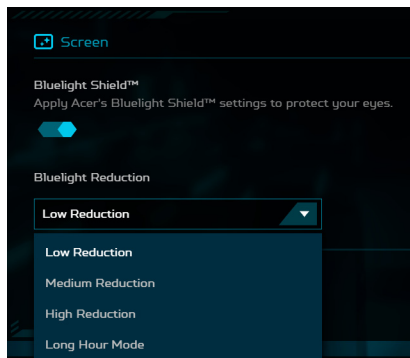 Screen
Bluelight Shield™
Apply Acer's Bluelight Shield™ settings to protect your eyes.
Bluelight Reduction
Low Reduction
Low Reduction
Medium Reduction
High Reduction
Long Hour Mode